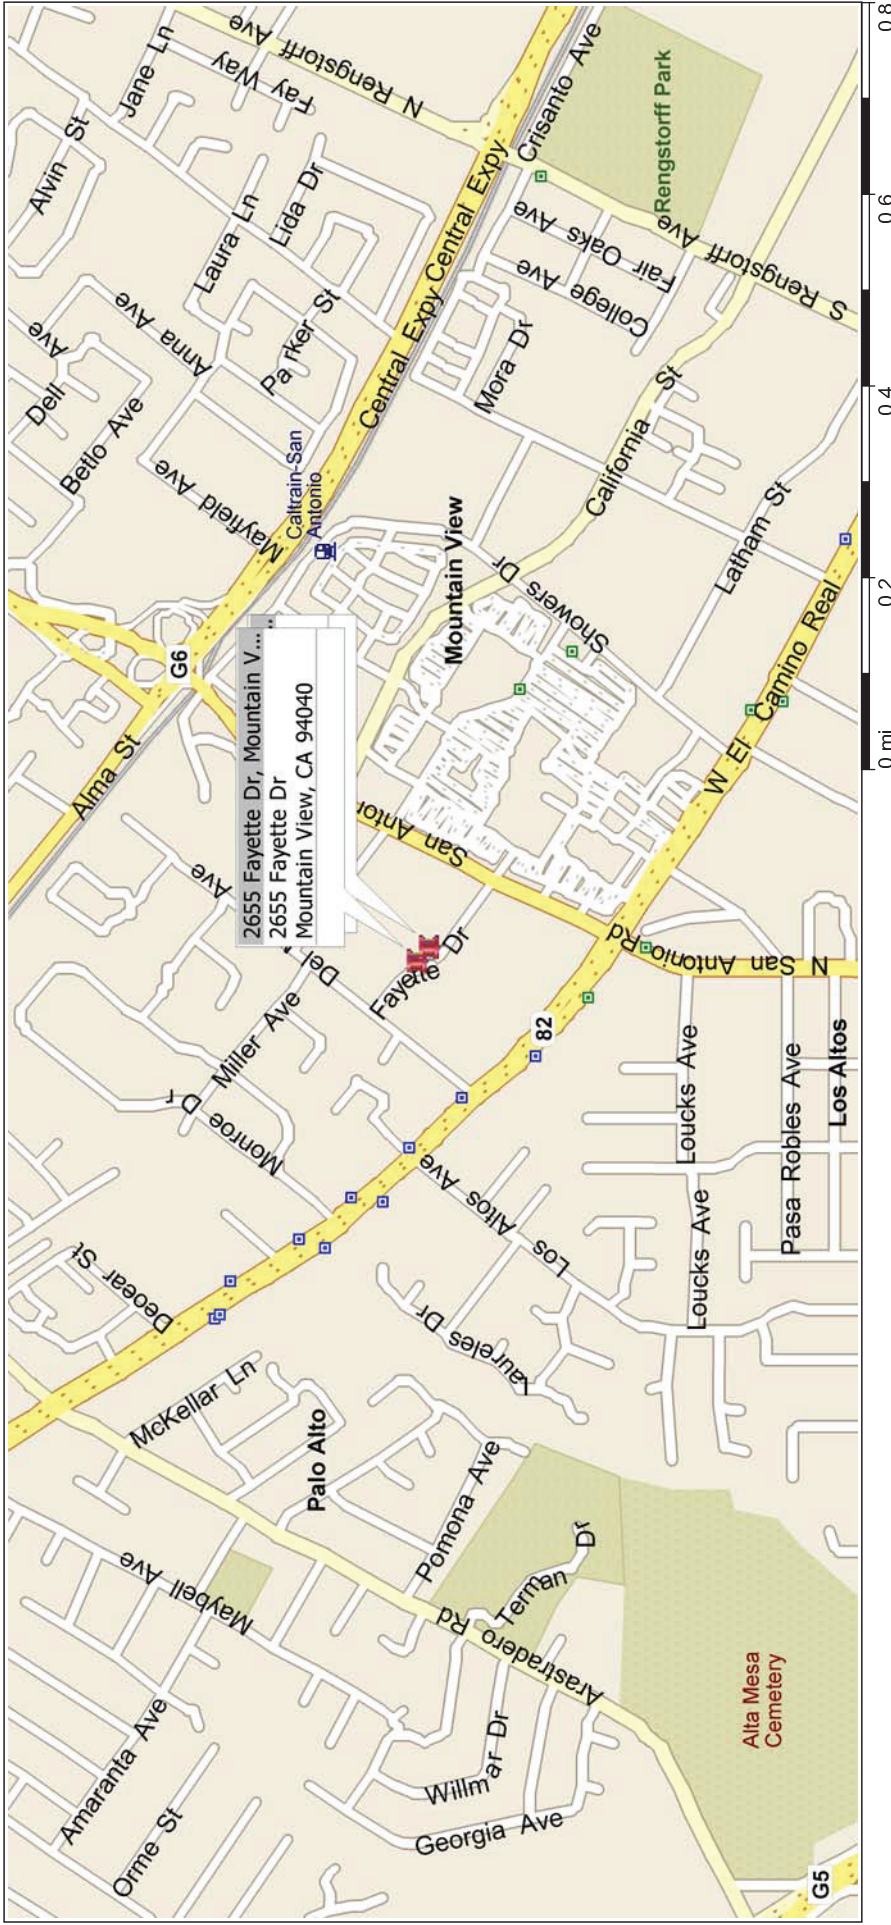 Jane Ln
Fay Way
N Rengstorff Ave
Alvin St
Lida Dr
Laura Ln
Anna Ave
Parker St
Dell Ave
Betlo Ave
Mayfield Ave
Central Expy
Central Expy
Crisanto Ave
Rengstorff Park
Fair Oaks Ave
College Ave
S Rengstorff Ave
Mora Dr
California St
Caltrain-San
Antonio
Mountain View
Showers Dr
Latham St
W El Camino Real
G6
Alma St
2655 Fayette Dr, Mountain V...
2655 Fayette Dr
Mountain View, CA 94040
...
San Antor
Ave
Del
Fayette Dr
Fayette
Miller Ave
Monroe Dr
82
Rd
N San Antonio
Loucks Ave
Pasa Robles Ave
Los Altos
Los Altos Ave
Loucks Ave
Deodar St
Laureles Dr
McKellar Ln
Palo Alto
Pomona Ave
Terman Dr
Maybell Ave
Arastradero Rd
Amaranta Ave
Orme St
Willmar Dr
Georgia Ave
Alta Mesa
Cemetery
G5
0 mi
0.2
0.4
0.6
0.8